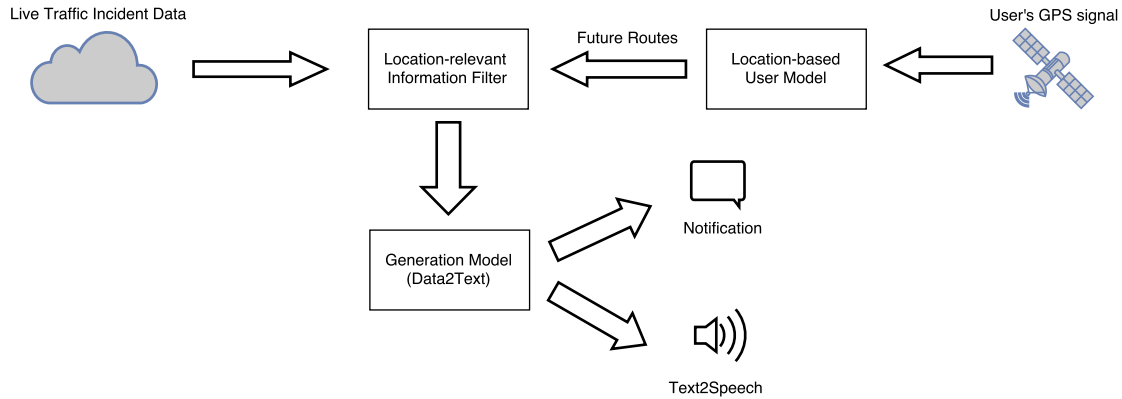 Live Traffic Incident Data
User's GPS signal
Location-relevant
Information Filter
Future Routes
Location-based
User Model
Generation Model
(Data2Text)
Notification
Text2Speech